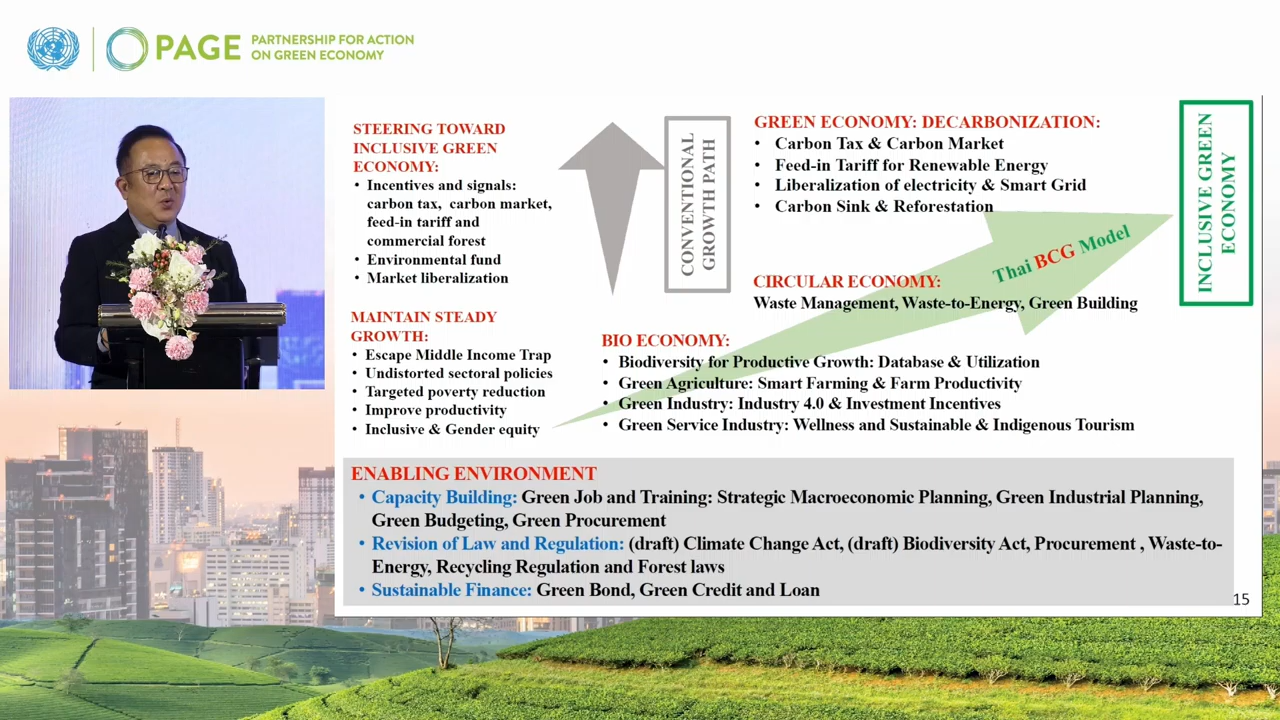 PAGE PARTNERSHIP FOR ACTION
ON GREEN ECONOMY
STEERING TOWARD
INCLUSIVE GREEN
ECONOMY:
• Incentives and signals:
carbon tax, carbon market,
feed-in tariff and
commercial forest
• Environmental fund
• Market liberalization
MAINTAIN STEADY
GROWTH:
• Escape Middle Income Trap
• Undistorted sectoral policies
• Targeted poverty reduction
• Improve productivity
• Inclusive & Gender equity
CONVENTIONAL
GROWTH PATH
GREEN ECONOMY: DECARBONIZATION:
• Carbon Tax & Carbon Market
• Feed-in Tariff for Renewable Energy
• Liberalization of electricity & Smart Grid
• Carbon Sink & Reforestation
Thai BCG Model
INCLUSIVE GREEN
ECONOMY
CIRCULAR ECONOMY:
Waste Management, Waste-to-Energy, Green Building
BIO ECONOMY:
• Biodiversity for Productive Growth: Database & Utilization
• Green Agriculture: Smart Farming & Farm Productivity
• Green Industry: Industry 4.0 & Investment Incentives
• Green Service Industry: Wellness and Sustainable & Indigenous Tourism
ENABLING ENVIRONMENT
• Capacity Building: Green Job and Training: Strategic Macroeconomic Planning, Green Industrial Planning,
Green Budgeting, Green Procurement
• Revision of Law and Regulation: (draft) Climate Change Act, (draft) Biodiversity Act, Procurement , Waste-to-
Energy, Recycling Regulation and Forest laws
• Sustainable Finance: Green Bond, Green Credit and Loan
15